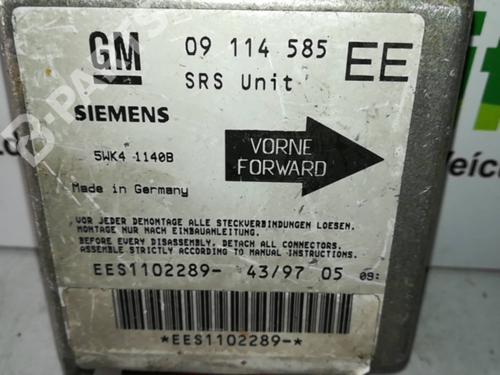 GM
09 114 585
EE
SRS Unit
SIEMENS
5WK4 1140B
VORNE
FORWARD
Made in Germany
VOR JEDER DEMONTAGE ALLE STECKVERBINDUNGEN LOESEN.
MONTAGE NUR NACH EINBAUANLEITUNG.
BEFORE EVERY DISASSEMBLY, DETACH ALL CONNECTORS.
ASSEMBLE STRICTLY ACCORDING TO MANUAL INSTRUCTIONS.
EES1102289- 43/97 05 09:
*EES1102289-*
B-PARTS